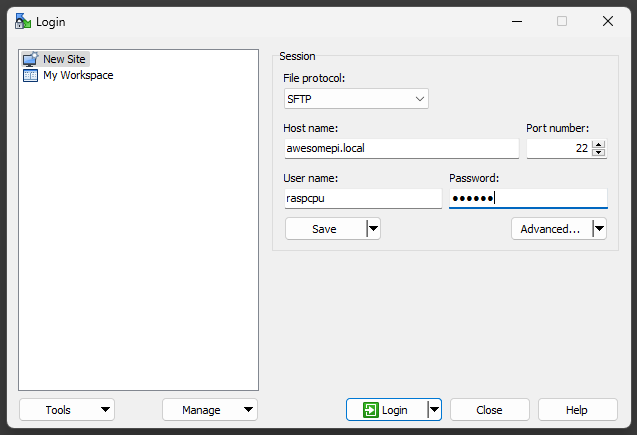 Login
New Site
My Workspace
Session
File protocol:
SFTP
Host name:
Port number:
awesomepi.local
22
User name:
Password:
raspcpu
••••••
Save
Advanced...
Tools
Manage
Login
Close
Help